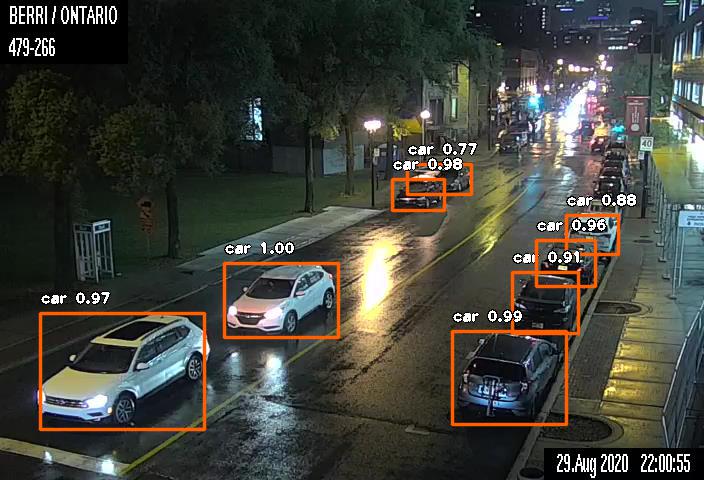 BERRI / ONTARIO
479-266
car 0.77
car 0.98
car 0.88
car 0.96
0.91
car 1.00
car 0.97
car 0.99
40
29.Aug 2020 22:00:55